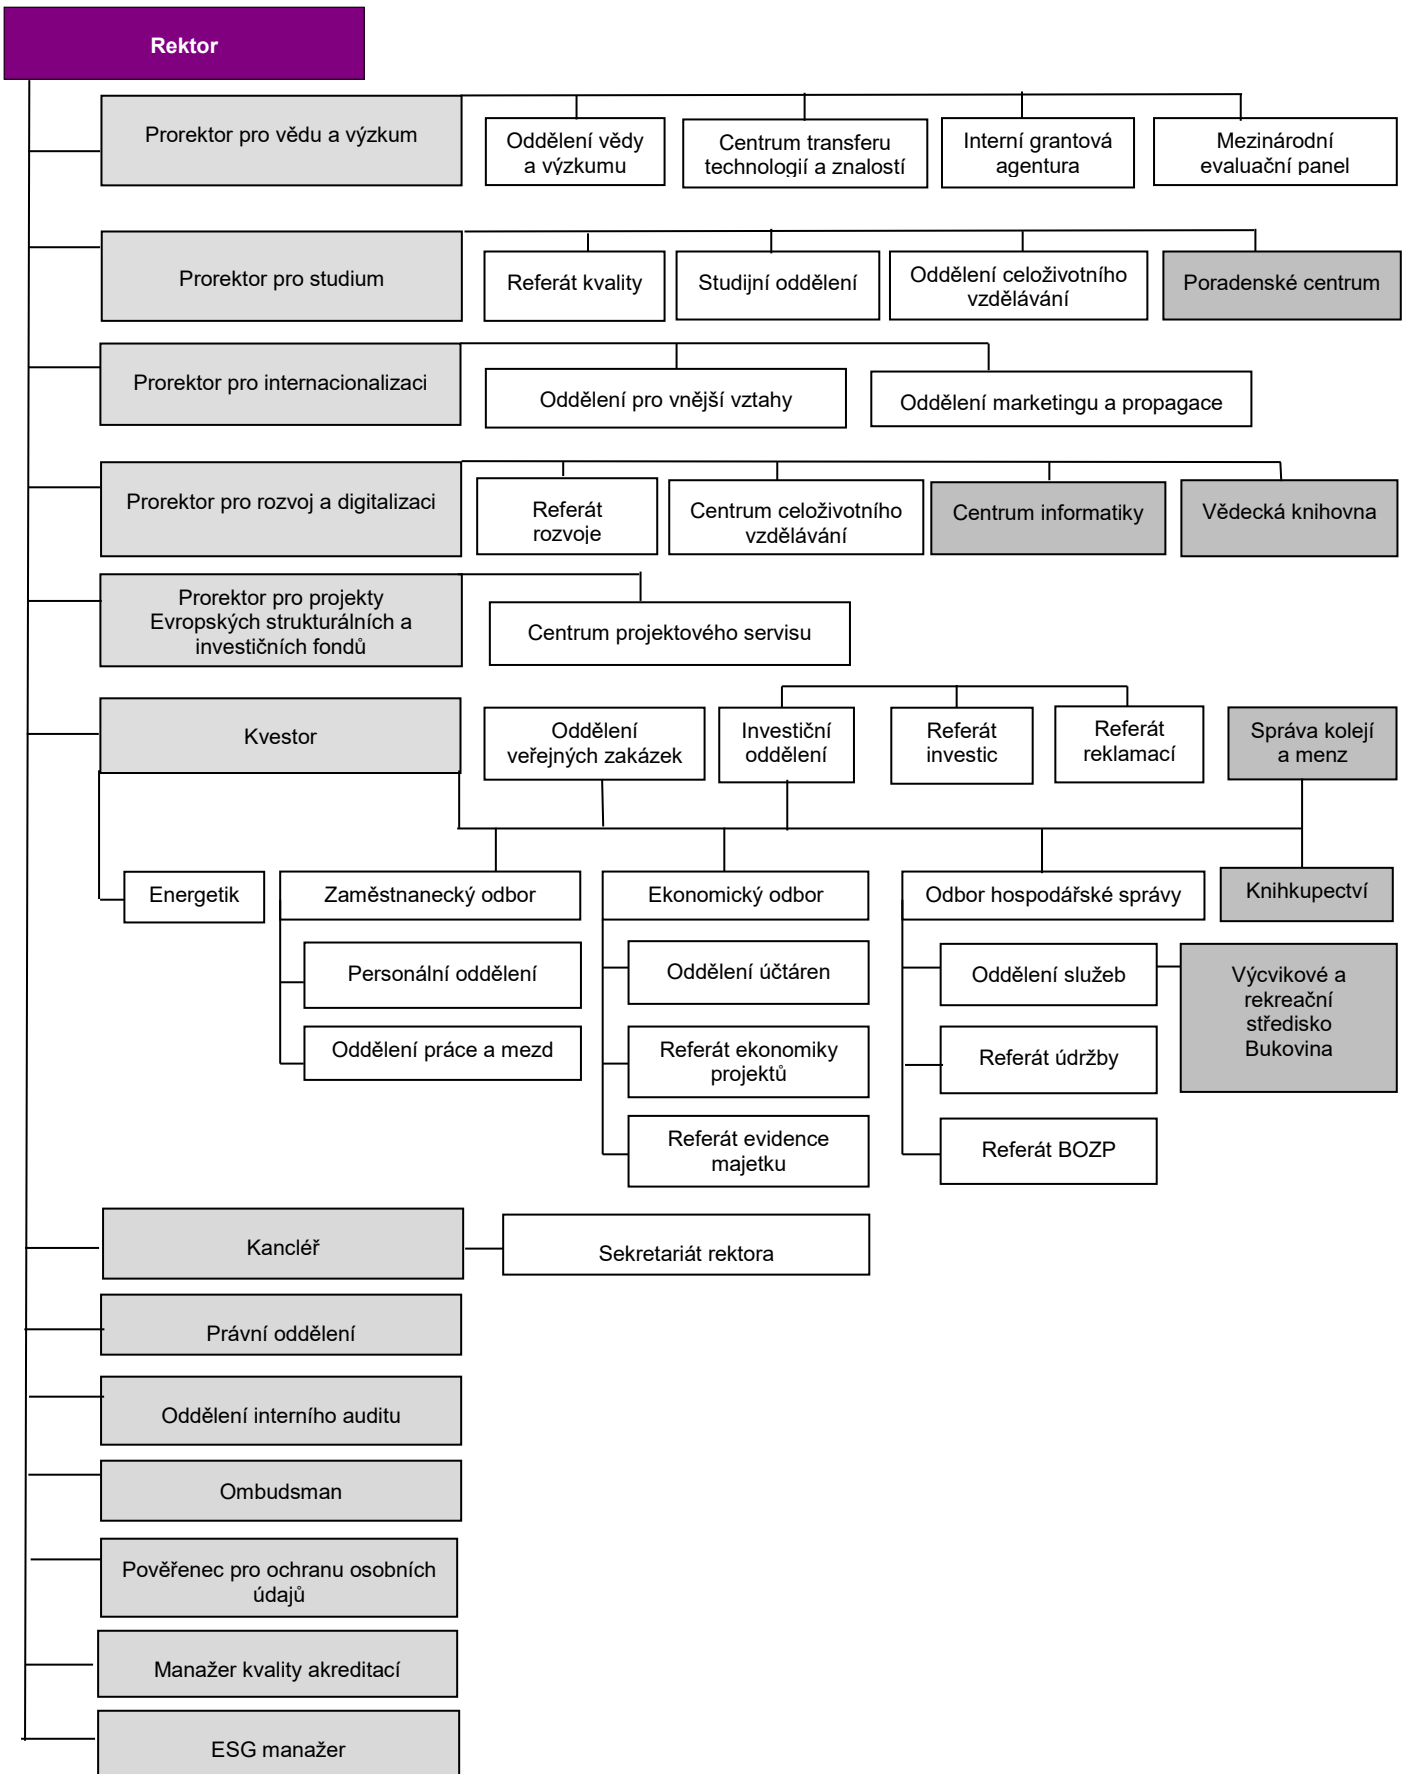 Rektor
Prorektor pro vědu a výzkum
Oddělení vědy
a výzkumu
Centrum transferu
technologií a znalostí
Interní grantová
agentura
Mezinárodní
evaluační panel
Prorektor pro studium
Referát kvality
Studijní oddělení
Oddělení celoživotního
vzdělávání
Poradenské centrum
Prorektor pro internacionalizaci
Oddělení pro vnější vztahy
Oddělení marketingu a propagace
Prorektor pro rozvoj a digitalizaci
Referát
rozvoje
Centrum celoživotního
vzdělávání
Centrum informatiky
Vědecká knihovna
Prorektor pro projekty
Evropských strukturálních a
investičních fondů
Centrum projektového servisu
Kvestor
Oddělení
veřejných zakázek
Investiční
oddělení
Referát
investic
Referát
reklamací
Správa kolejí
a menz
Energetik
Zaměstnanecký odbor
Ekonomický odbor
Odbor hospodářské správy
Knihkupectví
Personální oddělení
Oddělení účtáren
Oddělení služeb
Výcvikové a
rekreační
středisko
Bukovina
Oddělení práce a mezd
Referát ekonomiky
projektů
Referát údržby
Referát evidence
majetku
Referát BOZP
Kancléř
Sekretariát rektora
Právní oddělení
Oddělení interního auditu
Ombudsman
Pověřenec pro ochranu osobních
údajů
Manažer kvality akreditací
ESG manažer